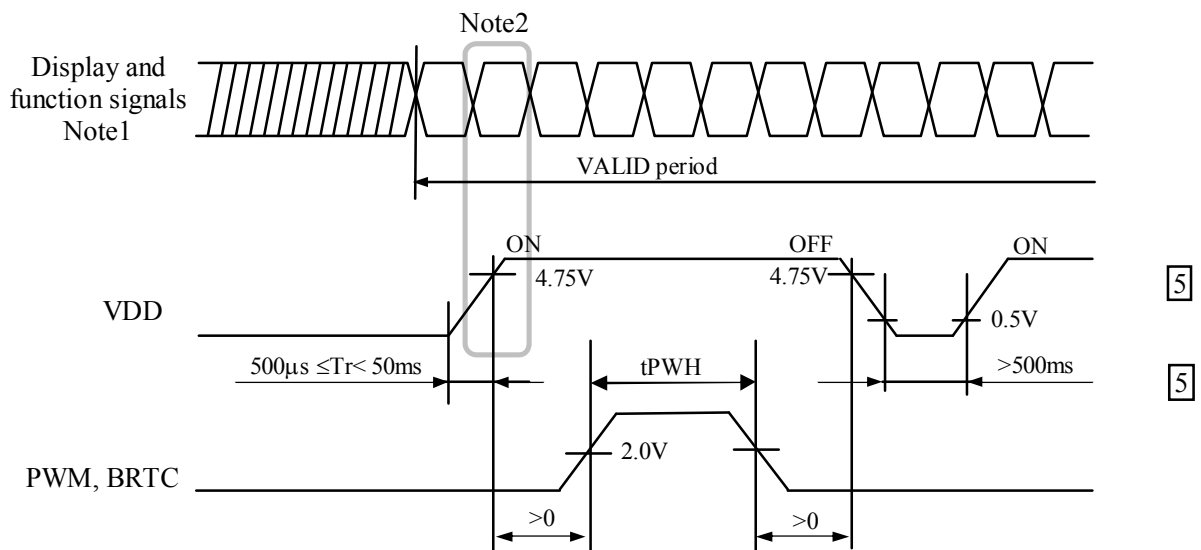 Note2
Display and
function signals
Note1
VALID period
ON
OFF
ON
4.75V
4.75V
5
VDD
0.5V
500μs ≤Tr< 50ms
tPWH
>500ms
5
2.0V
PWM, BRTC
>0
>0